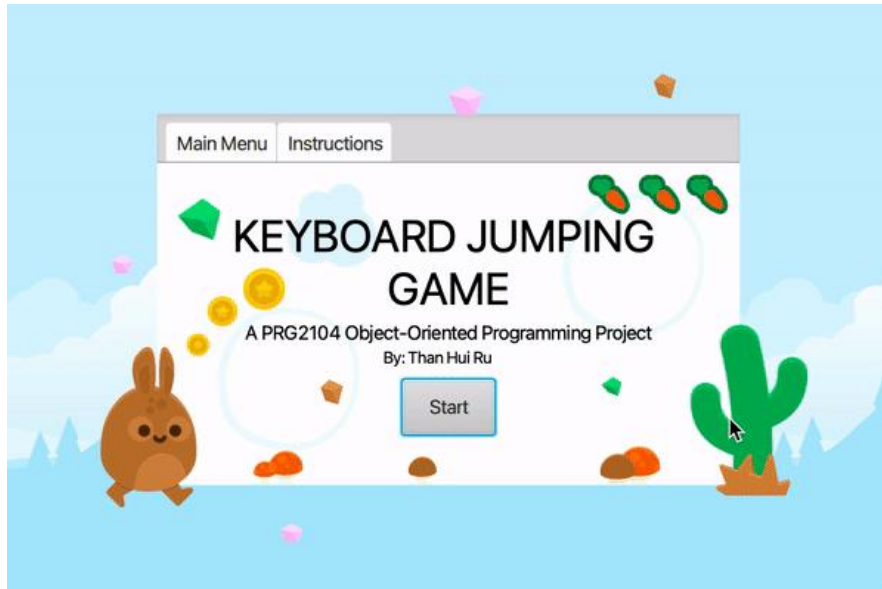 Main Menu Instructions
KEYBOARD JUMPING
GAME
A PRG2104 Object-Oriented Programming Project
By: Than Hui Ru
Start